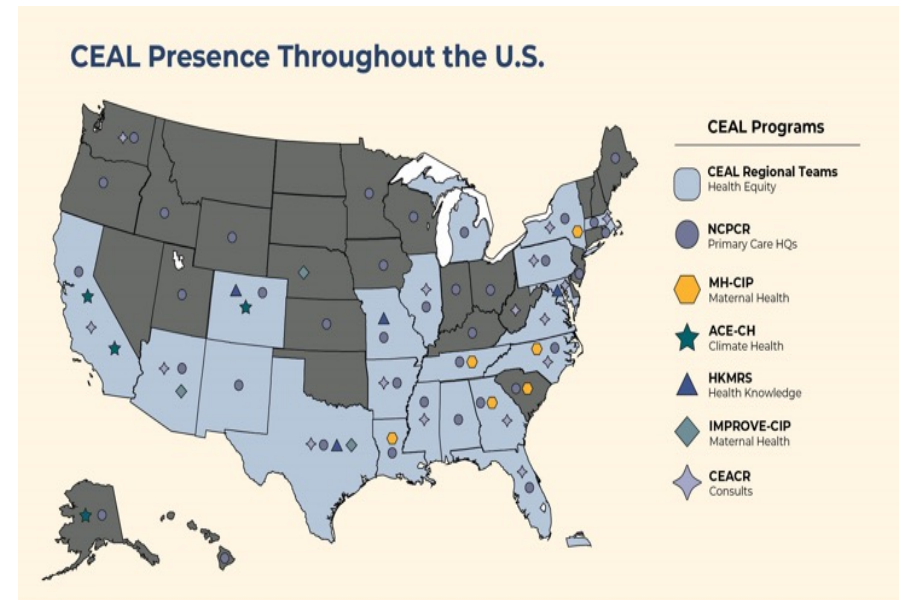 CEAL Presence Throughout the U.S.
CEAL Programs
CEAL Regional Teams
Health Equity
NCPCR
Primary Care HQs
MH-CIP
Maternal Health
ACE-CH
Climate Health
HKMRS
Health Knowledge
IMPROVE-CIP
Maternal Health
CEACR
Consults